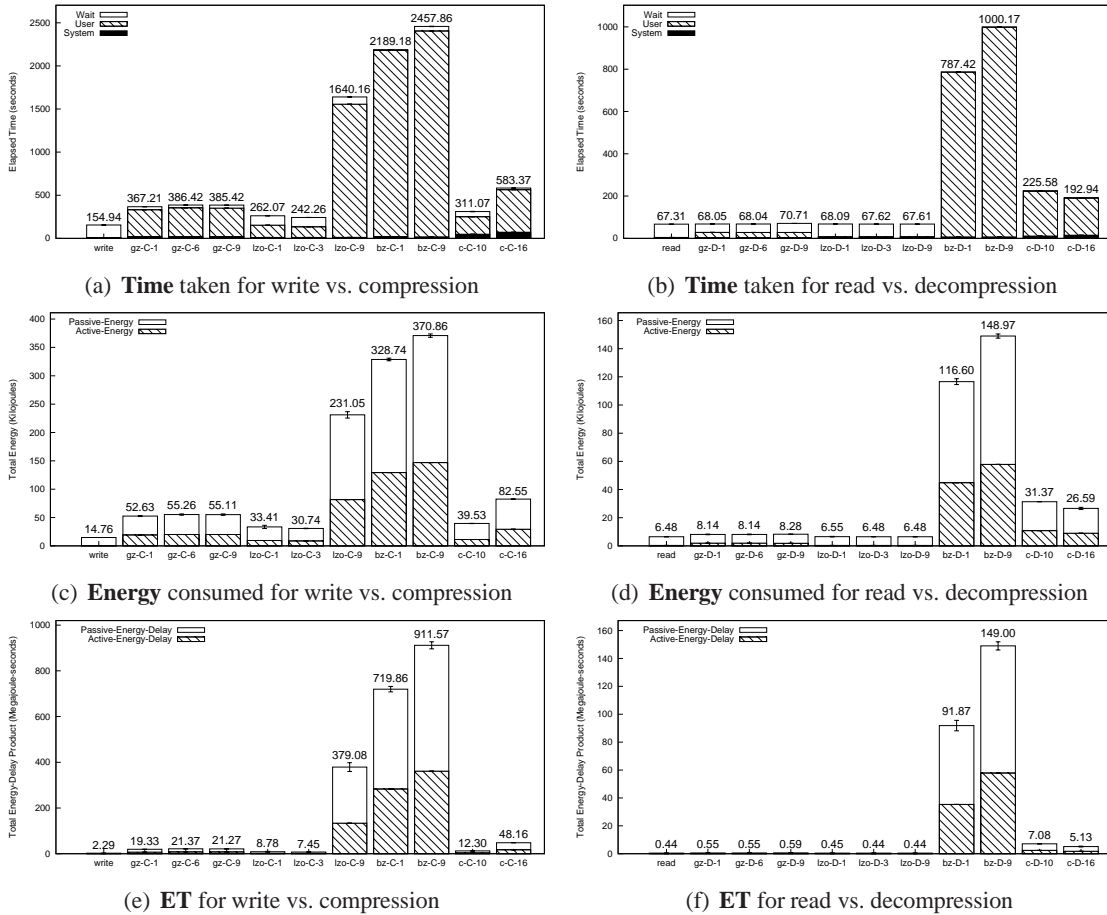 Wait
User
System
Elapsed Time (seconds)
2500
2000
1500
1000
500
0
154.94
367.21
386.42
385.42
262.07
242.26
1640.16
2189.18
2457.86
311.07
583.37
write
gz-C-1
gz-C-6
gz-C-9
lzo-C-1
lzo-C-3
lzo-C-9
bz-C-1
bz-C-9
c-C-10
c-C-16
(a) Time taken for write vs. compression
Wait
User
System
Elapsed Time (seconds)
1000
800
600
400
200
0
67.31
68.05
68.04
70.71
68.09
67.62
67.61
787.42
1000.17
225.58
192.94
read
gz-D-1
gz-D-6
gz-D-9
lzo-D-1
lzo-D-3
lzo-D-9
bz-D-1
bz-D-9
c-D-10
c-D-16
(b) Time taken for read vs. decompression
Passive-Energy
Active-Energy
Total Energy (Kilojoules)
400
350
300
250
200
150
100
50
0
14.76
52.63
55.26
55.11
33.41
30.74
231.05
328.74
370.86
39.53
82.55
write
gz-C-1
gz-C-6
gz-C-9
lzo-C-1
lzo-C-3
lzo-C-9
bz-C-1
bz-C-9
c-C-10
c-C-16
(c) Energy consumed for write vs. compression
Passive-Energy
Active-Energy
Total Energy (Kilojoules)
160
140
120
100
80
60
40
20
0
6.48
8.14
8.14
8.28
6.55
6.48
6.48
116.60
148.97
31.37
26.59
read
gz-D-1
gz-D-6
gz-D-9
lzo-D-1
lzo-D-3
lzo-D-9
bz-D-1
bz-D-9
c-D-10
c-D-16
(d) Energy consumed for read vs. decompression
Passive-Energy-Delay
Active-Energy-Delay
Total Energy-Delay Product (Megajoule-seconds)
1000
800
600
400
200
0
2.29
19.33
21.37
21.27
8.78
7.45
379.08
719.86
911.57
12.30
48.16
write
gz-C-1
gz-C-6
gz-C-9
lzo-C-1
lzo-C-3
lzo-C-9
bz-C-1
bz-C-9
c-C-10
c-C-16
(e) ET for write vs. compression
Passive-Energy-Delay
Active-Energy-Delay
Total Energy-Delay Product (Megajoule-seconds)
160
140
120
100
80
60
40
20
0
0.44
0.55
0.55
0.59
0.45
0.44
0.44
91.87
149.00
7.08
5.13
read
gz-D-1
gz-D-6
gz-D-9
lzo-D-1
lzo-D-3
lzo-D-9
bz-D-1
bz-D-9
c-D-10
c-D-16
(f) ET for read vs. decompression